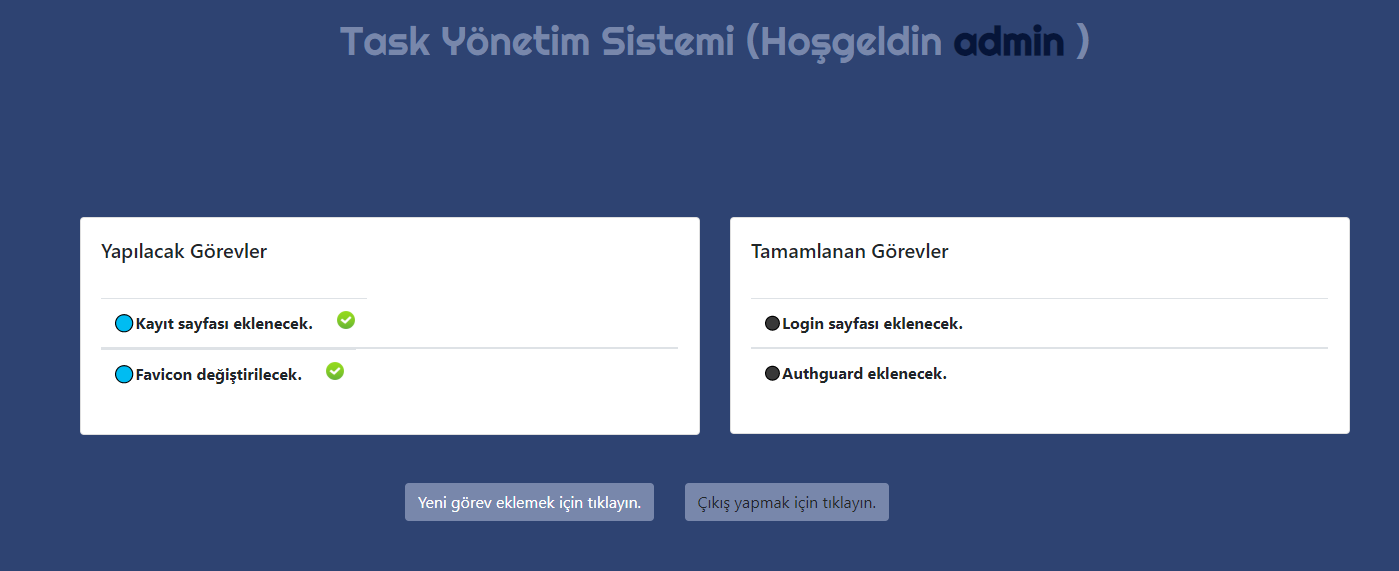 Task Yönetim Sistemi (Hoşgeldin admin )
Yapılacak Görevler
Kayıt sayfası eklenecek.
Favicon değiştirilecek.
Tamamlanan Görevler
Login sayfası eklenecek.
Authguard eklenecek.
Yeni görev eklemek için tıklayın.
Çıkış yapmak için tıklayın.